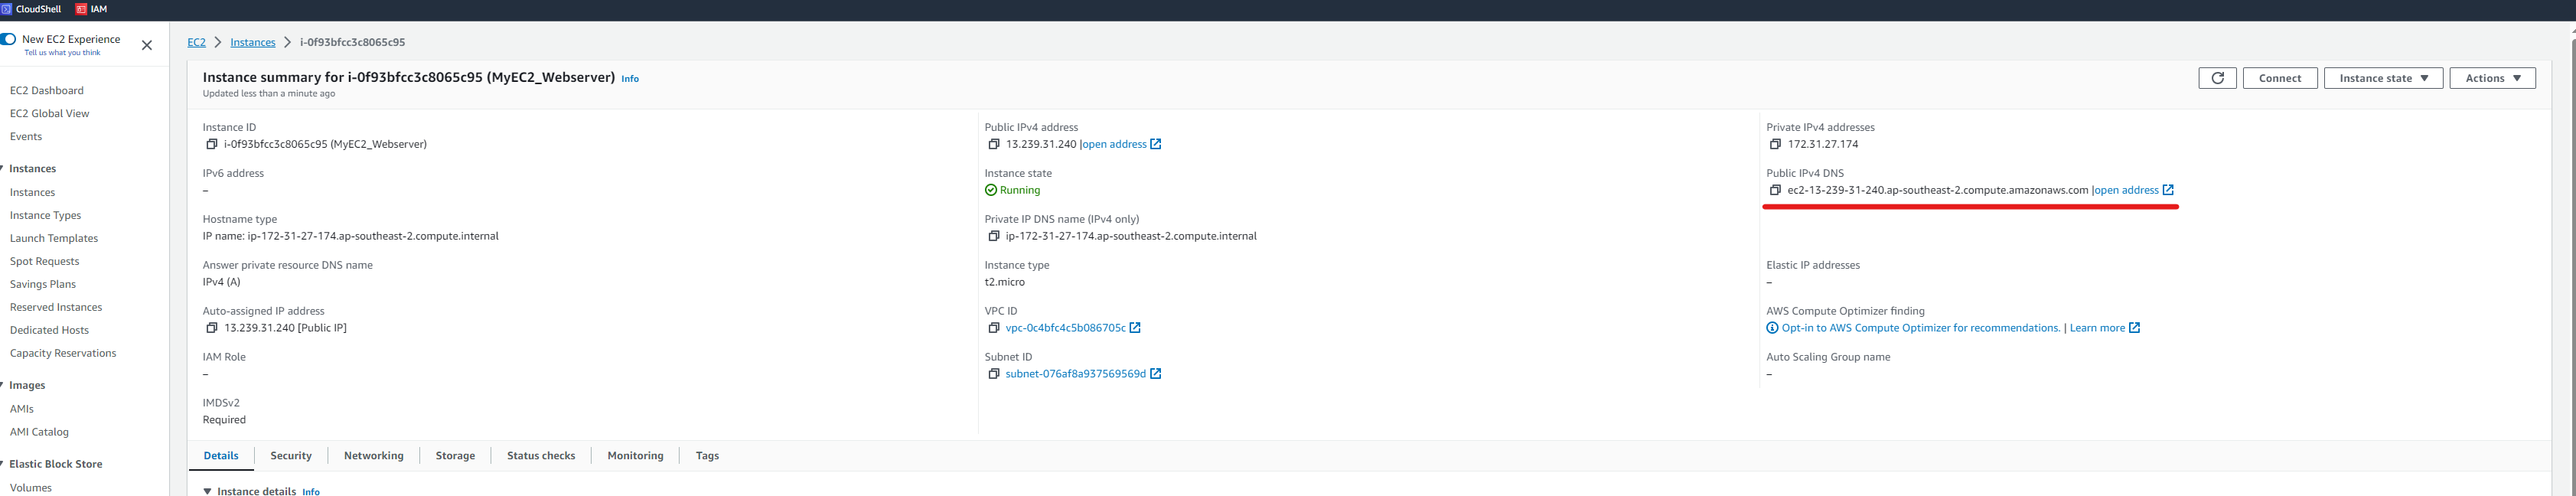 CloudShell IAM
New EC2 Experience
Tell us what you think
EC2 Dashboard
EC2 Global View
Events
Instances
Instances
Instance Types
Launch Templates
Spot Requests
Savings Plans
Reserved Instances
Dedicated Hosts
Capacity Reservations
Images
AMIs
AMI Catalog
Elastic Block Store
Volumes
EC2 > Instances > i-0f93bfcc3c8065c95
Instance summary for i-0f93bfcc3c8065c95 (MyEC2_Webserver) Info
Updated less than a minute ago
Connect Instance state Actions
Instance ID
i-0f93bfcc3c8065c95 (MyEC2_Webserver)
IPv6 address
–
Hostname type
IP name: ip-172-31-27-174.ap-southeast-2.compute.internal
Answer private resource DNS name
IPv4 (A)
Auto-assigned IP address
13.239.31.240 [Public IP]
IAM Role
–
IMDSv2
Required
Public IPv4 address
13.239.31.240 |open address
Instance state
Running
Private IP DNS name (IPv4 only)
ip-172-31-27-174.ap-southeast-2.compute.internal
Instance type
t2.micro
VPC ID
vpc-0c4bfc4c5b086705c
Subnet ID
subnet-076af8a937569569d
Private IPv4 addresses
172.31.27.174
Public IPv4 DNS
ec2-13-239-31-240.ap-southeast-2.compute.amazonaws.com |open address
Elastic IP addresses
–
AWS Compute Optimizer finding
Opt-in to AWS Compute Optimizer for recommendations. | Learn more
Auto Scaling Group name
–
Details Security Networking Storage Status checks Monitoring Tags
Instance details Info